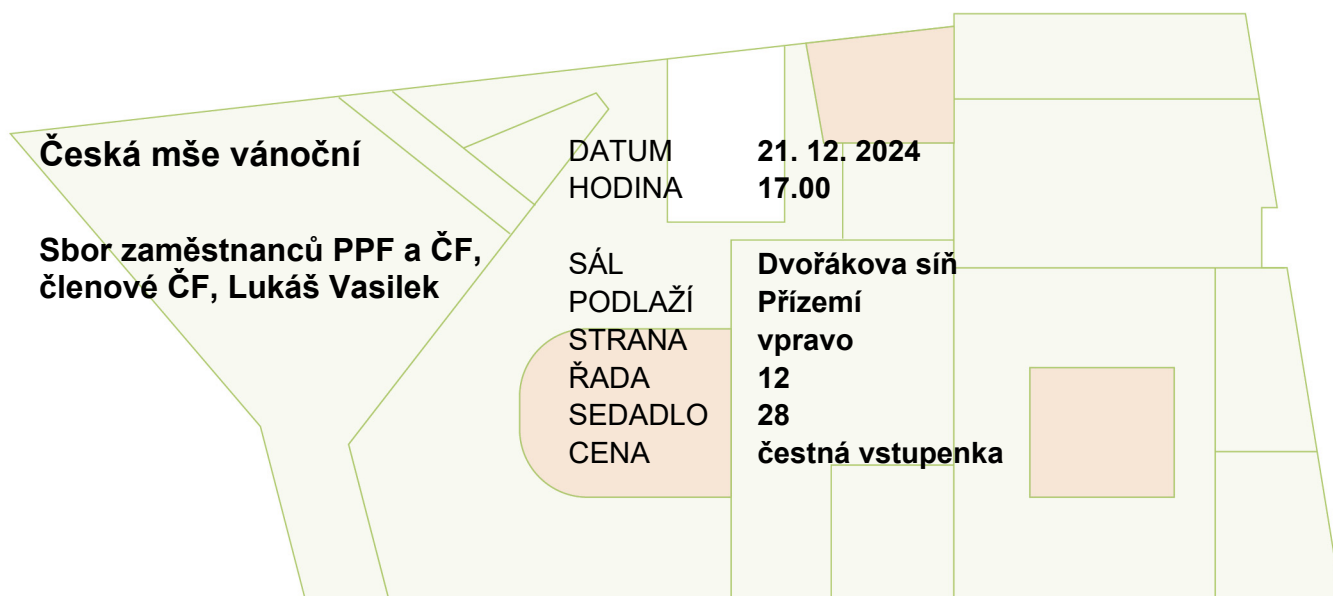 Česká mše vánoční
Sbor zaměstnanců PPF a ČF,
členové ČF, Lukáš Vasilek
DATUM 21. 12. 2024
HODINA 17.00
SÁL Dvořákova síň
PODLAŽÍ Přízemí
STRANA vpravo
ŘADA 12
SEDADLO 28
CENA čestná vstupenka